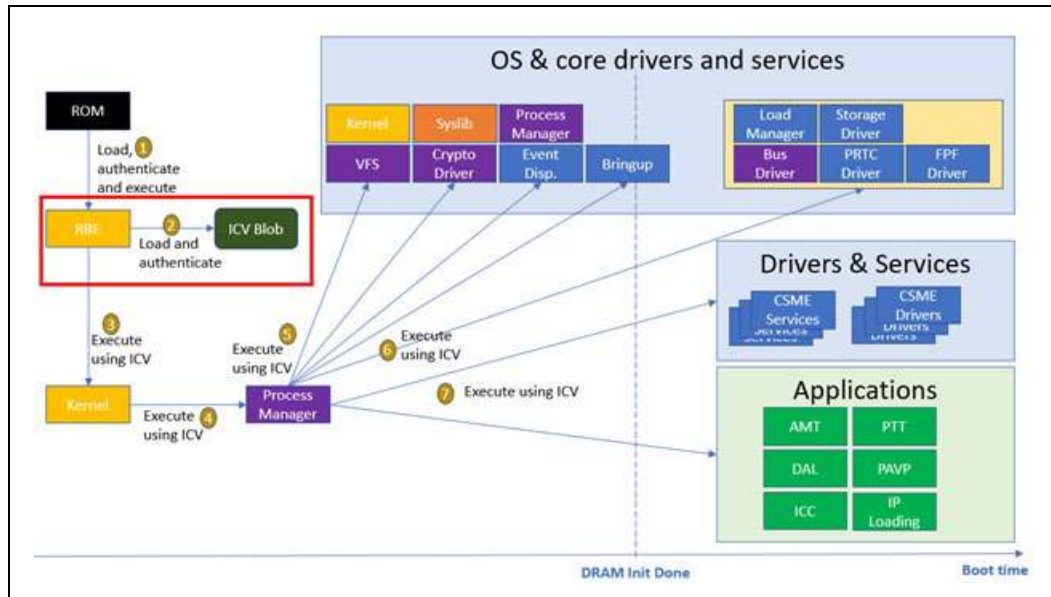 OS & core drivers and services
ROM
Kernel
Syslib
Process
Manager
Load
Manager
Storage
Driver
VFS
Crypto
Driver
Event
Disp.
Bringup
Bus
Driver
PRTC
Driver
FPF
Driver
Load, 1
authenticate
and execute
RBE
2
Load and
authenticate
ICV Blob
Drivers & Services
CSME
Services
Services
CSME
Drivers
Drivers
Drivers
3
Execute
using ICV
5
Execute
using ICV
6
Execute
using ICV
7 Execute using ICV
Kernel
Execute 4
using ICV
Process
Manager
Applications
AMT
PTT
DAL
PAVP
ICC
IP
Loading
DRAM Init Done
Boot time